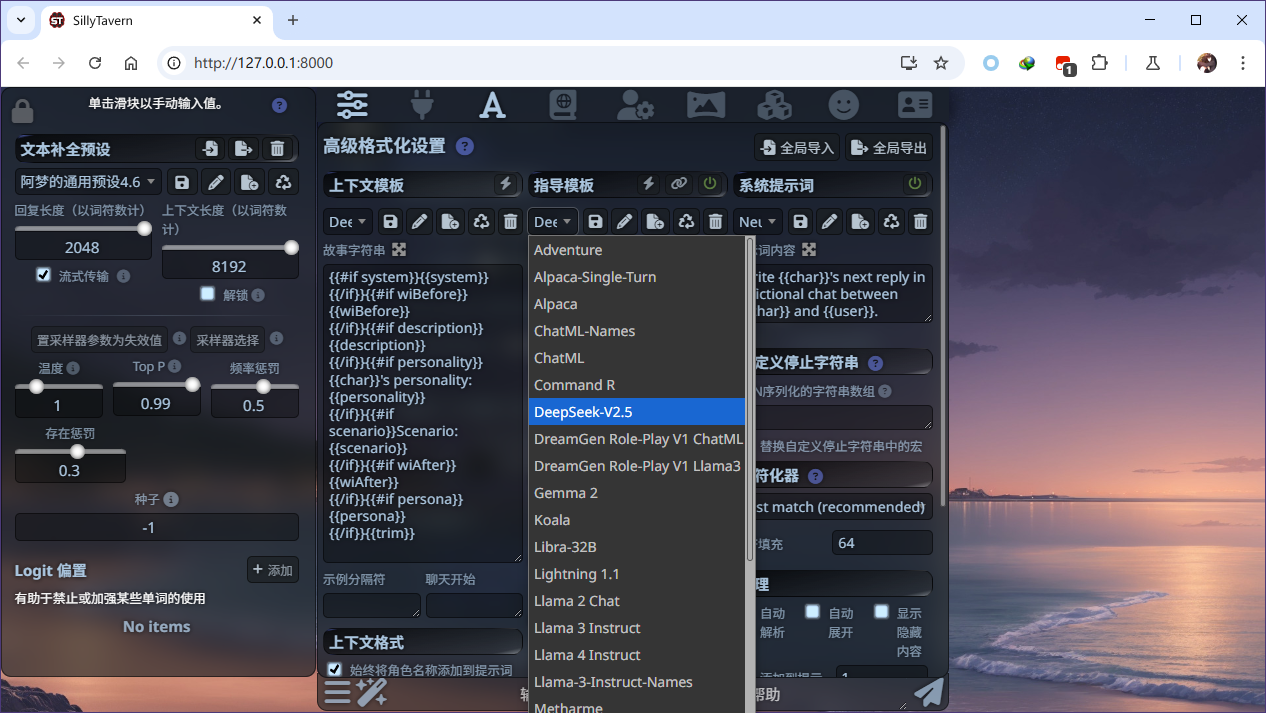 SillyTavern
http://127.0.0.1:8000
1
单击滑块以手动输入值。
文本补全预设
阿梦的通用预设4.6
回复长度（以词符数计）
2048
流式传输
上下文长度（以词符数计）
8192
解锁
置采样器参数为失效值
采样器选择
温度
1
Top P
0.99
频率惩罚
0.5
存在惩罚
0.3
种子
-1
Logit 偏置
添加
有助于禁止或加强某些单词的使用
No items
高级格式化设置
全局导入
全局导出
上下文模板
故事字符串
{{#if system}}{{system}}
{{/if}}{{#if wiBefore}}
{{wiBefore}}
{{/if}}{{#if description}}
{{description}}
{{/if}}{{#if personality}}
{{char}}'s personality:
{{personality}}
{{/if}}{{#if
scenario}}Scenario:
{{scenario}}
{{/if}}{{#if wiAfter}}
{{wiAfter}}
{{/if}}{{#if persona}}
{{persona}}
{{/if}}{{trim}}
示例分隔符
聊天开始
上下文格式
始终将角色名称添加到提示词
指导模板
Adventure
Alpaca-Single-Turn
Alpaca
ChatML-Names
ChatML
Command R
DeepSeek-V2.5
DreamGen Role-Play V1 ChatML
DreamGen Role-Play V1 Llama3
Gemma 2
Koala
Libra-32B
Lightning 1.1
Llama 2 Chat
Llama 3 Instruct
Llama 4 Instruct
Llama-3-Instruct-Names
Metharme
系统提示词
词内容
rite {{char}}'s next reply in
ictional chat between
har}} and {{user}}.
定义停止字符串
N序列化的字符串数组
替换自定义停止字符串中的宏
符化器
st match (recommended)
填充
64
理
自动
解析
自动
展开
显示
隐藏
内容
1
帮助